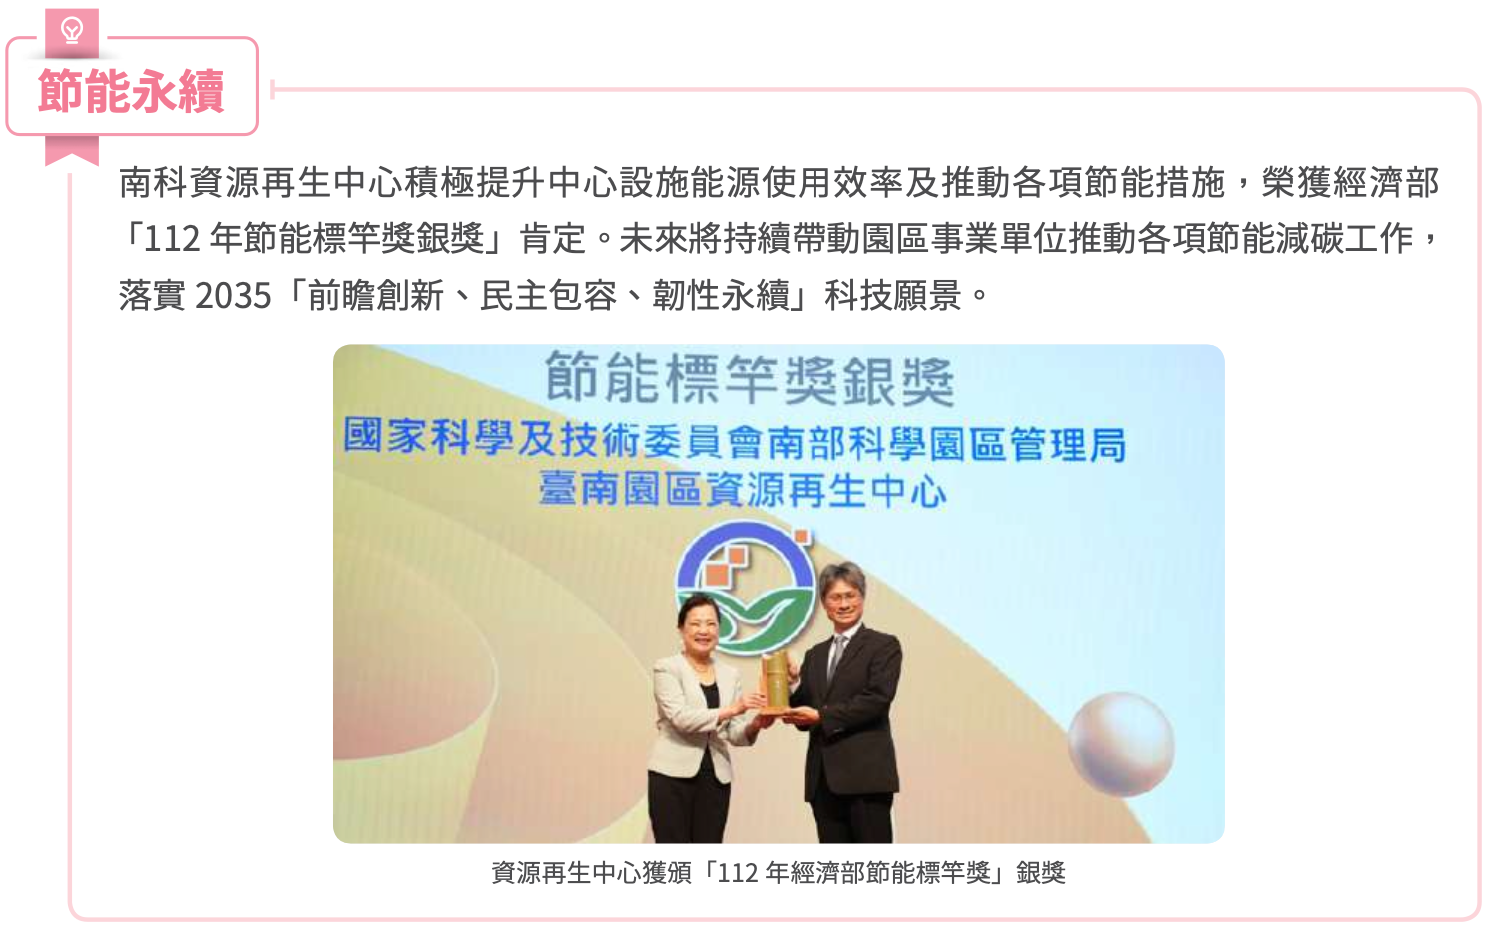 節能永續
南科資源再生中心積極提升中心設施能源使用效率及推動各項節能措施，榮獲經濟部
「112 年節能標竿獎銀獎」肯定。未來將持續帶動園區事業單位推動各項節能減碳工作，
落實 2035「前瞻創新、民主包容、韌性永續」科技願景。
節能標竿獎銀獎
國家科學及技術委員會南部科學園區管理局
臺南園區資源再生中心
資源再生中心獲頒「112 年經濟部節能標竿獎」銀獎